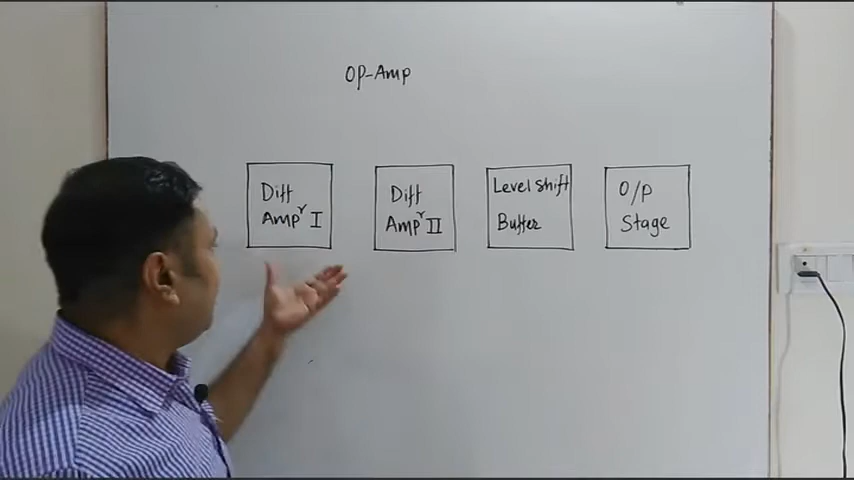 OP-Amp
Diff
Ampʳ I
Diff
Ampʳ II
Level Shift
Buffer
O/P
Stage